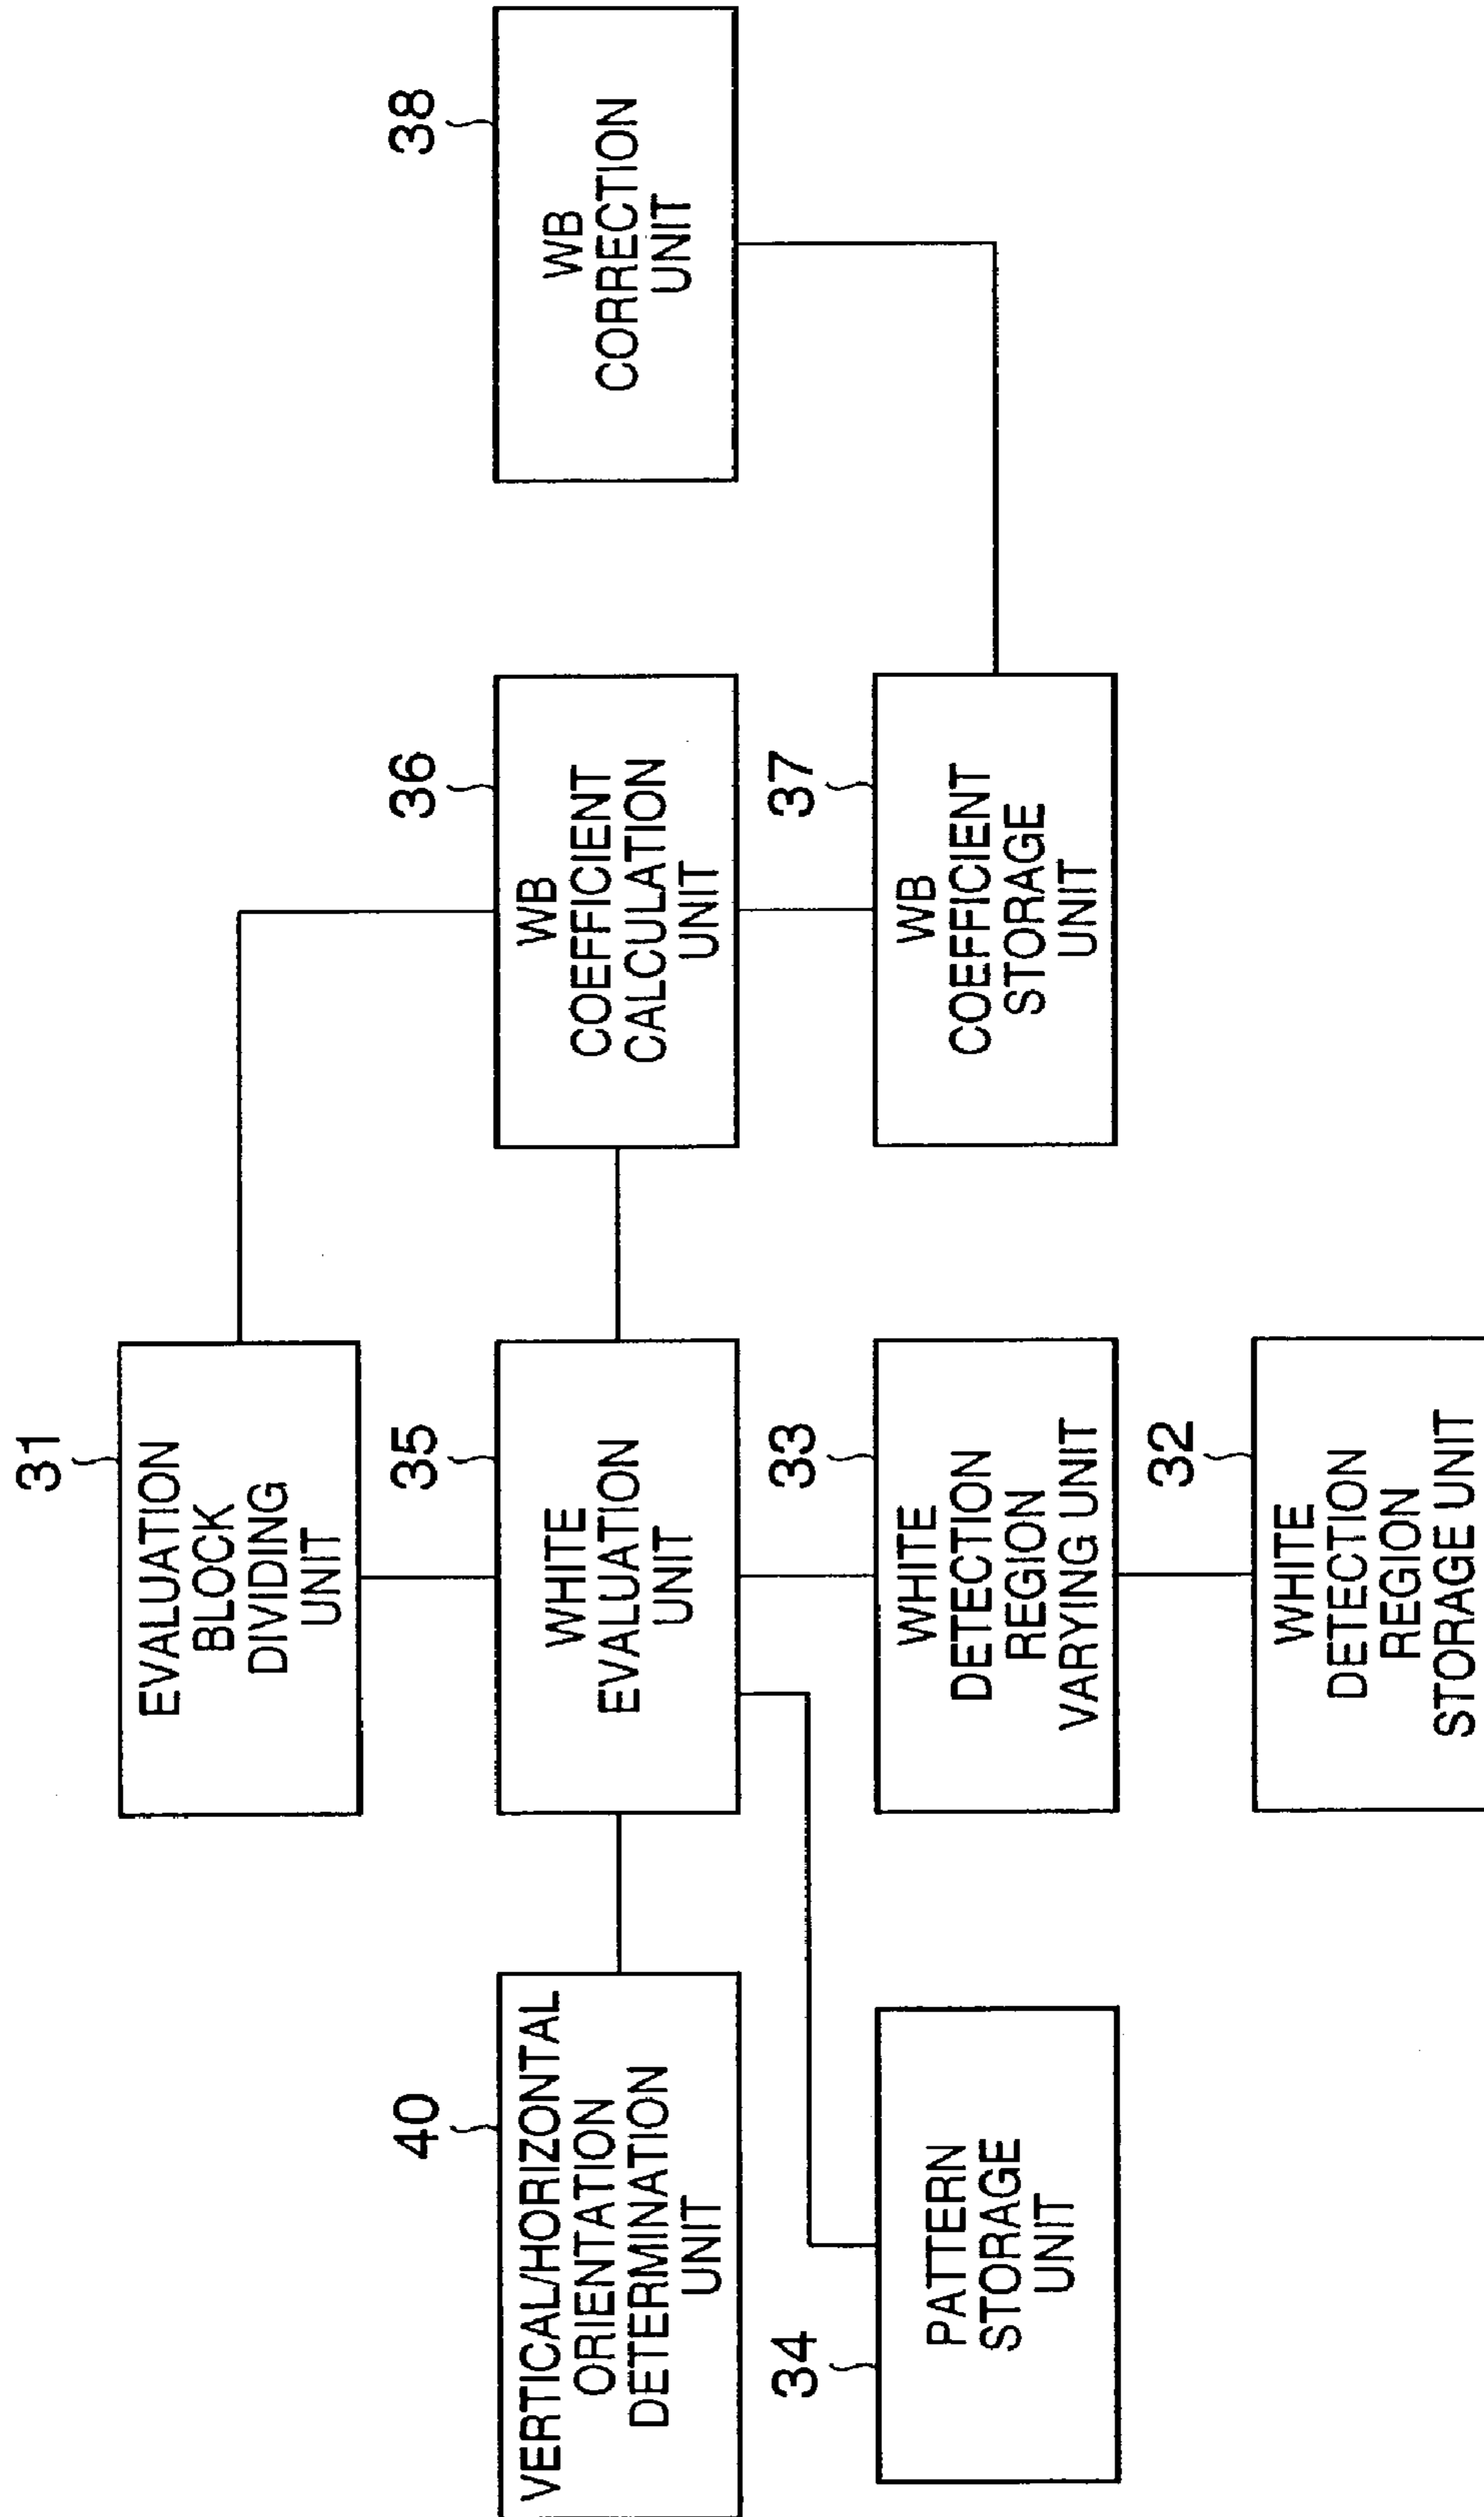 31
EVALUATION
BLOCK
DIVIDING
UNIT
40
VERTICAL/HORIZONTAL
ORIENTATION
DETERMINATION
UNIT
35
WHITE
EVALUATION
UNIT
36
WB
COEFFICIENT
CALCULATION
UNIT
38
WB
CORRECTION
UNIT
34
PATTERN
STORAGE
UNIT
33
WHITE
DETECTION
REGION
VARYING UNIT
37
WB
COEFFICIENT
STORAGE
UNIT
32
WHITE
DETECTION
REGION
STORAGE UNIT